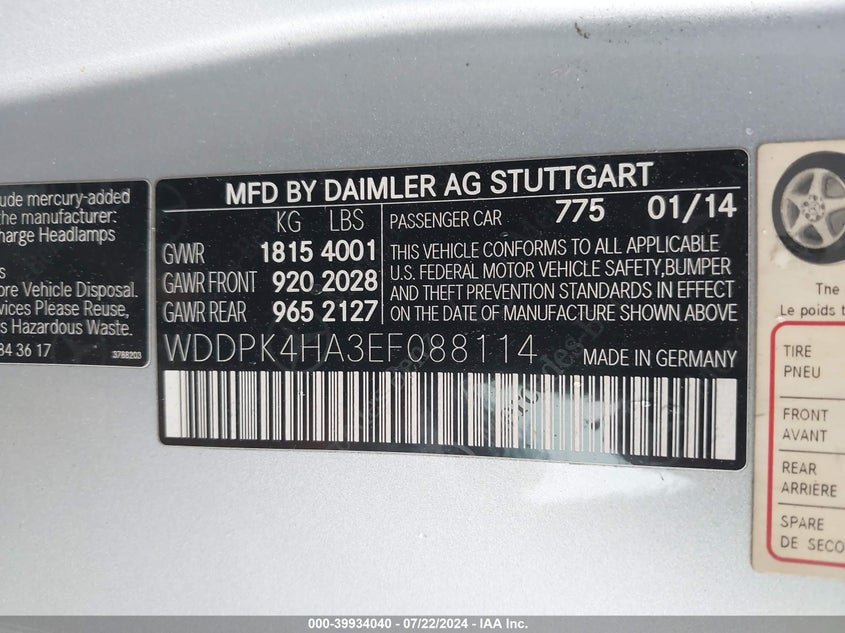 ude mercury-added
the manufacturer:
charge Headlamps
s
ore Vehicle Disposal.
vices Please Reuse,
s Hazardous Waste.
84 36 17
3788203
MFD BY DAIMLER AG STUTTGART
KG LBS
GWWR 1815 4001
GAWR FRONT 920 2028
GAWR REAR 965 2127
PASSENGER CAR 775 01/14
THIS VEHICLE CONFORMS TO ALL APPLICABLE
U.S. FEDERAL MOTOR VEHICLE SAFETY,BUMPER
AND THEFT PREVENTION STANDARDS IN EFFECT
ON THE DATE OF MANUFACTURE SHOWN ABOVE
WDDPK4HA3EF088114 MADE IN GERMANY
The
Le poids t
TIRE
PNEU
FRONT
AVANT
REAR
ARRIÈRE
SPARE
DE SECO
000-39934040 - 07/22/2024 - IAA Inc.